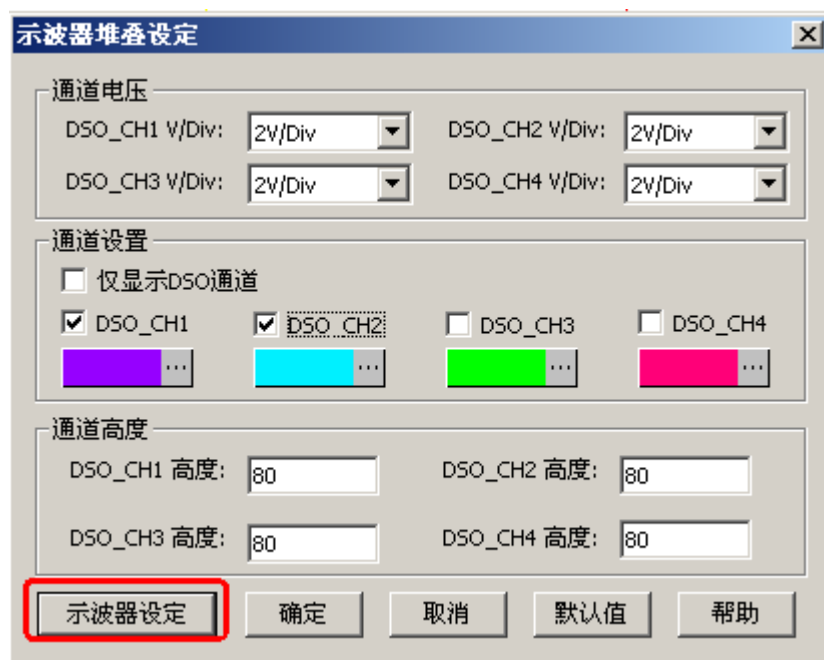 示波器堆叠设定
通道电压
DSO_CH1 V/Div: 2V/Div DSO_CH2 V/Div: 2V/Div
DSO_CH3 V/Div: 2V/Div DSO_CH4 V/Div: 2V/Div
通道设置
仅显示DSO通道
DSO_CH1 DSO_CH2 DSO_CH3 DSO_CH4
... ... ... ...
通道高度
DSO_CH1 高度: 80 DSO_CH2 高度: 80
DSO_CH3 高度: 80 DSO_CH4 高度: 80
示波器设定 确定 取消 默认值 帮助